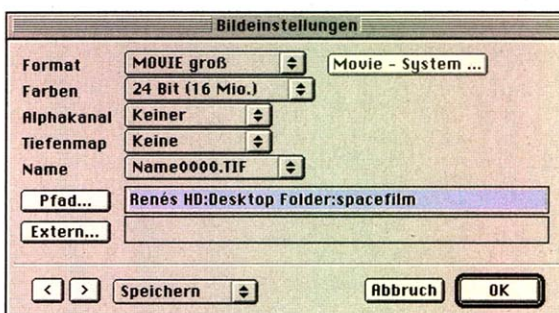 Bildeinstellungen
Format MOVIE groß Movie - System ...
Farben 24 Bit (16 Mio.)
Alphakanal Keiner
Tiefenmap Keine
Name Name0000.TIF
Pfad... Renés HD:Desktop Folder:spacefilm
Extern...
< > Speichern Abbruch OK